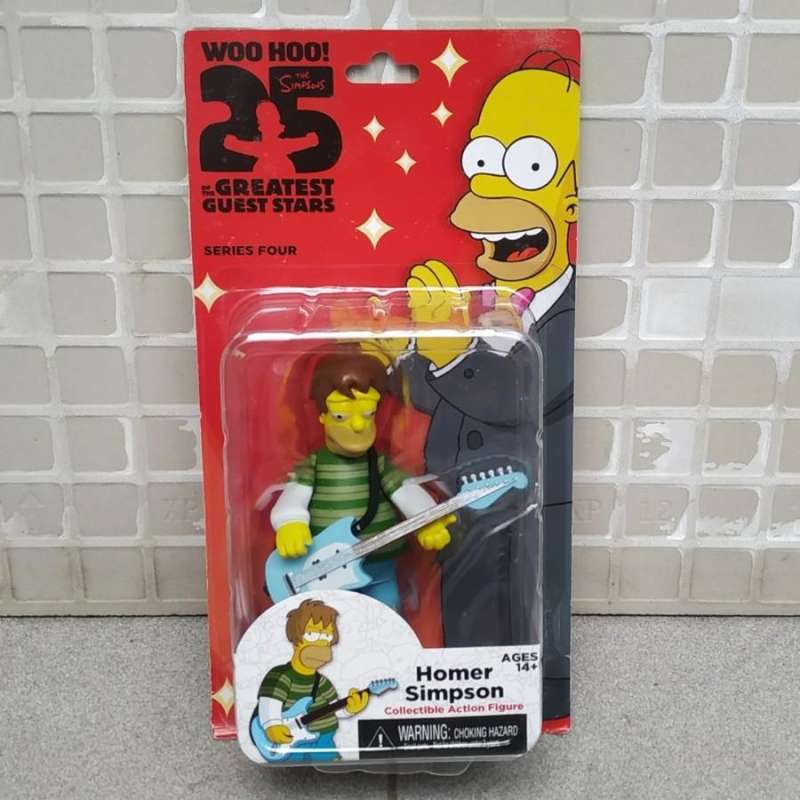 WOO HOO!
25
THE
SIMPSONS
OF THE GREATEST
GUEST STARS
SERIES FOUR
AGES
14+
Homer
Simpson
Collectible Action Figure
WARNING: CHOKING HAZARD